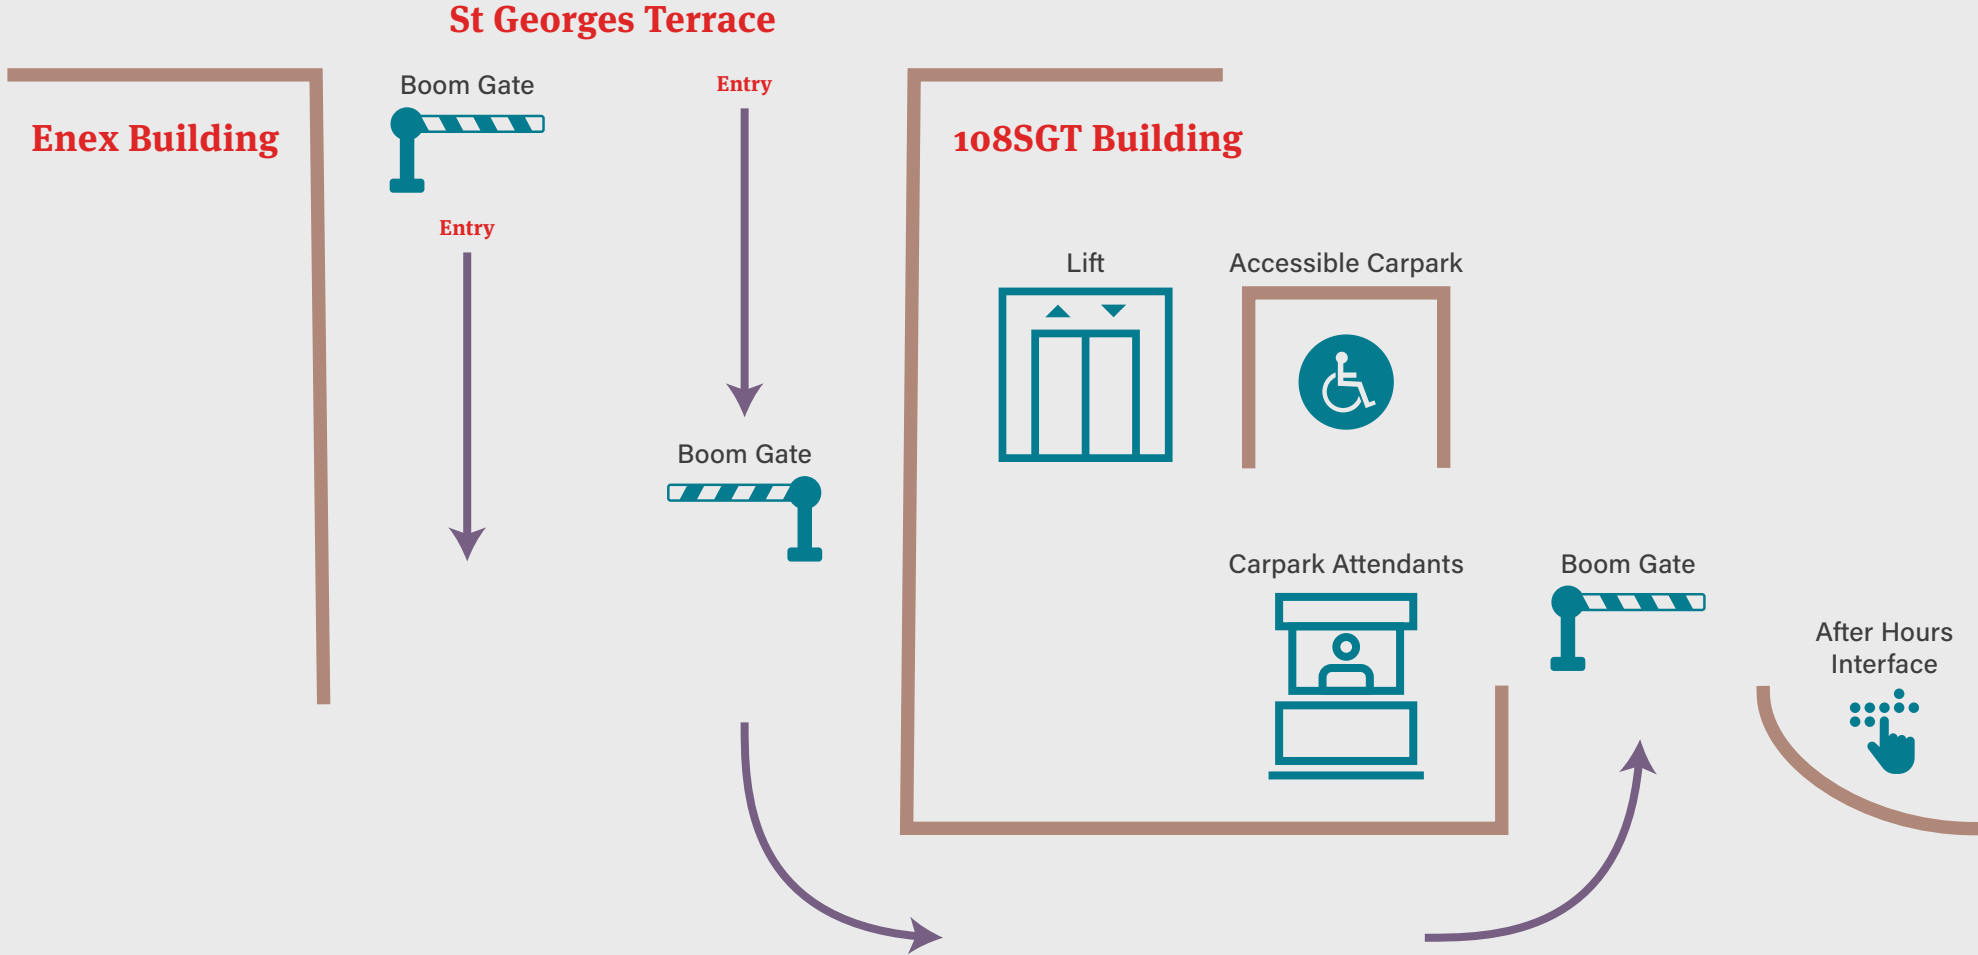 St Georges Terrace
Boom Gate
Entry
Enex Building
108SGT Building
Entry
Lift
Accessible Carpark
Boom Gate
Carpark Attendants
Boom Gate
After Hours
Interface